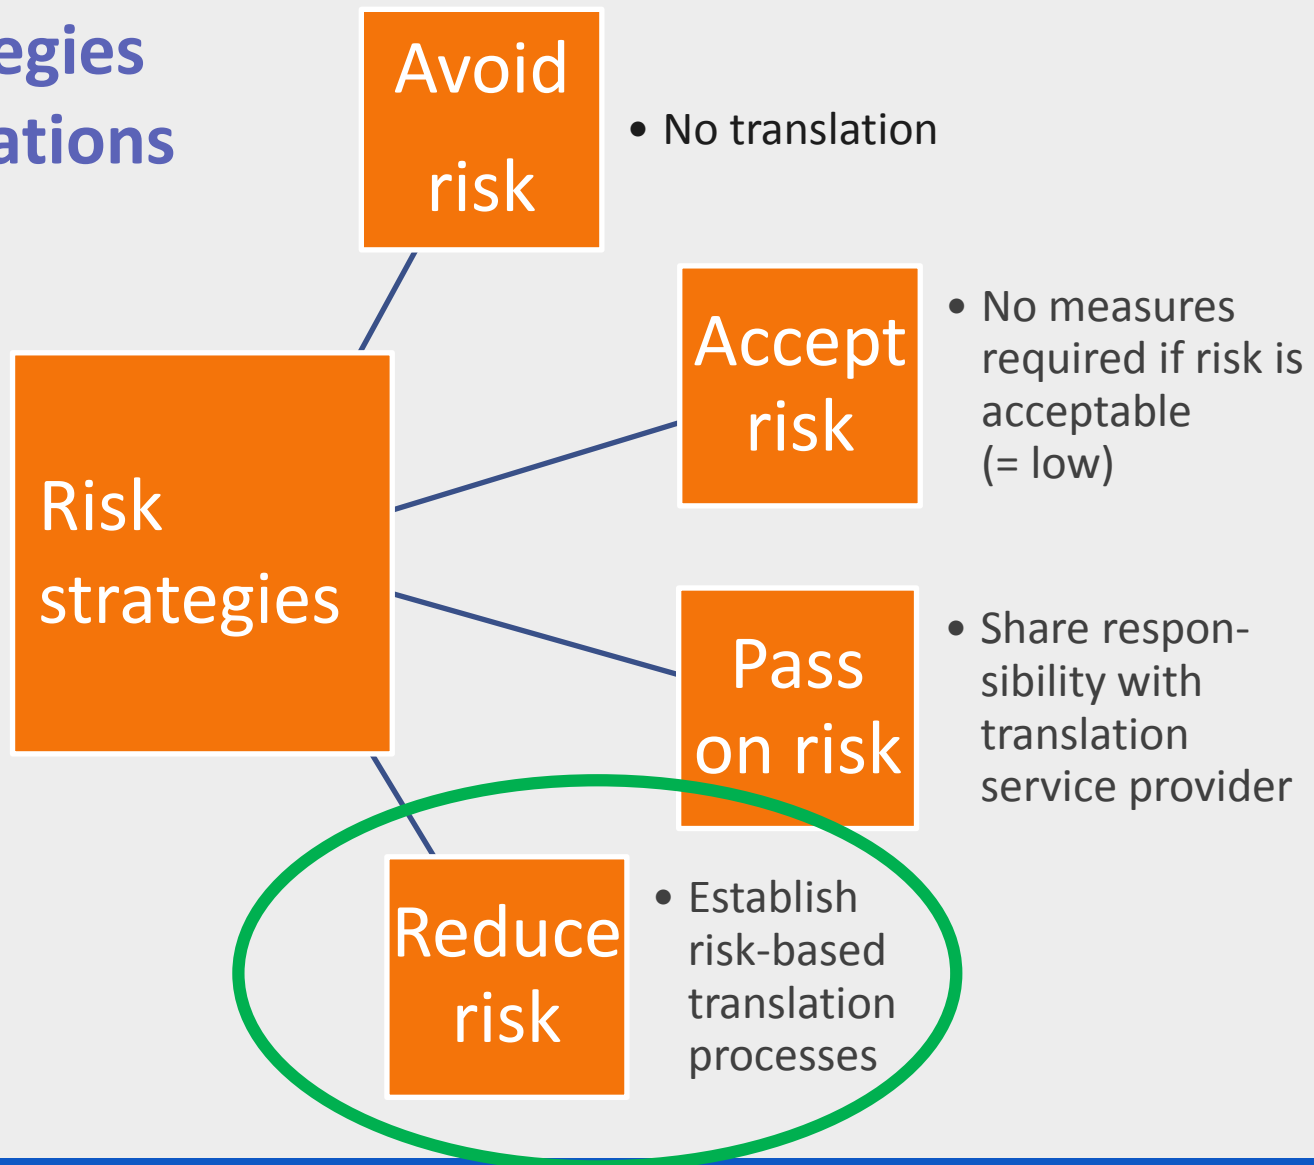 egies
ations
Avoid
risk
• No translation
Accept
risk
• No measures
required if risk is
acceptable
(= low)
Risk
strategies
Pass
on risk
• Share respon-
sibility with
translation
service provider
Reduce
risk
• Establish
risk-based
translation
processes